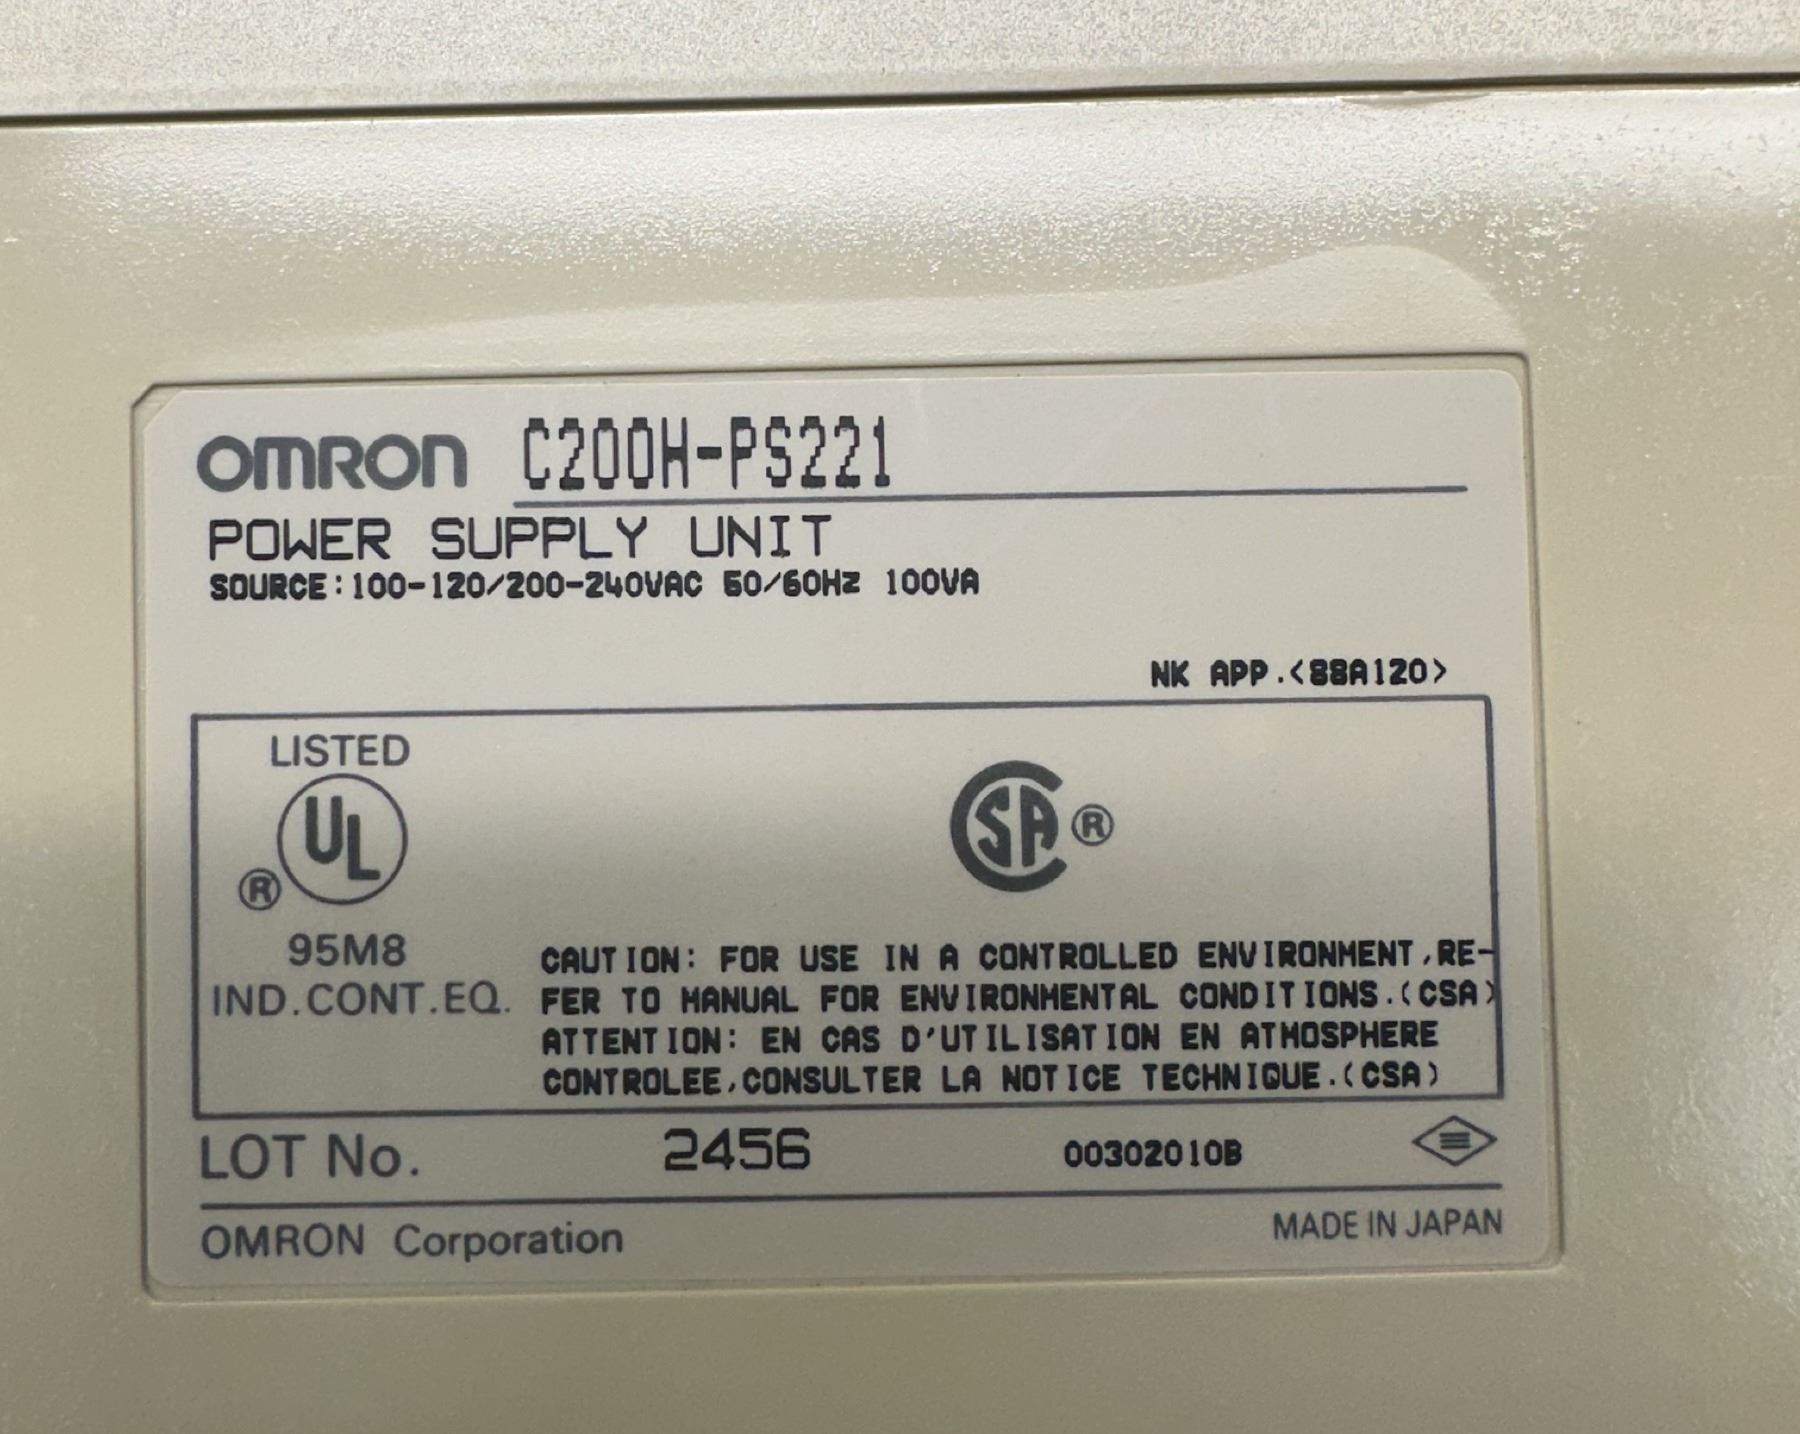 OMRON C200H-PS221
POWER SUPPLY UNIT
SOURCE:100-120/200-240VAC 50/60Hz 100VA
NK APP.<88A120>
LISTED
UL
®
CSA®
95M8
IND.CONT.EQ.
CAUTION: FOR USE IN A CONTROLLED ENVIRONMENT,RE-
FER TO MANUAL FOR ENVIRONMENTAL CONDITIONS.(CSA)
ATTENTION: EN CAS D'UTILISATION EN ATMOSPHERE
CONTROLEE,CONSULTER LA NOTICE TECHNIQUE.(CSA)
LOT No. 2456 00302010B
OMRON Corporation MADE IN JAPAN